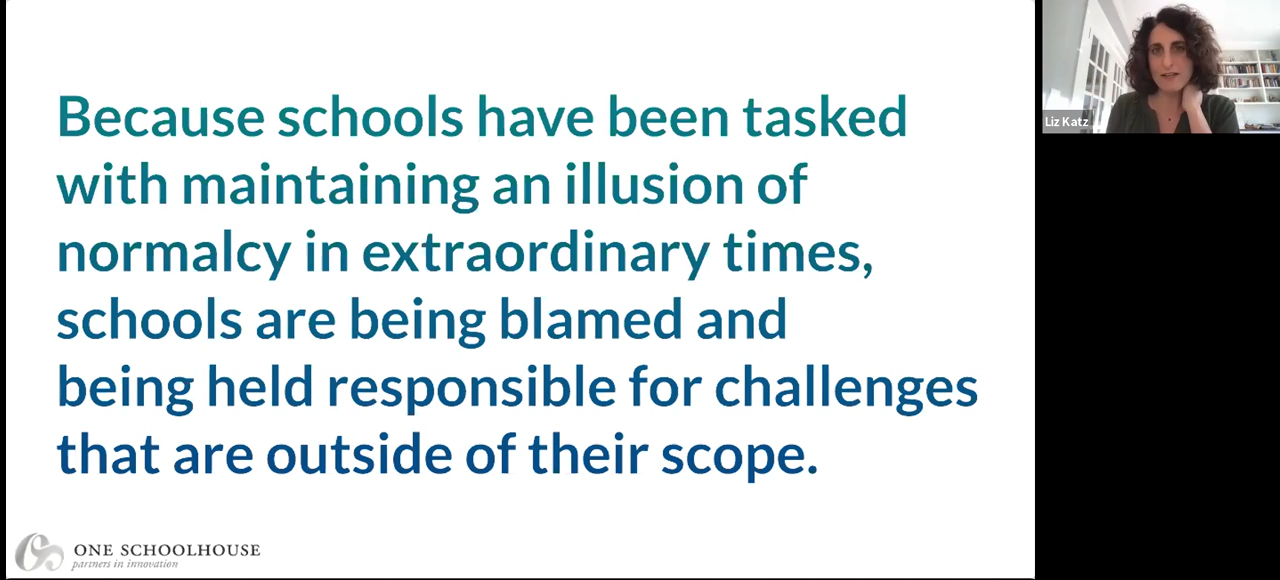 Because schools have been tasked
with maintaining an illusion of
normalcy in extraordinary times,
schools are being blamed and
being held responsible for challenges
that are outside of their scope.
ONE SCHOOLHOUSE
partners in innovation
Liz Katz